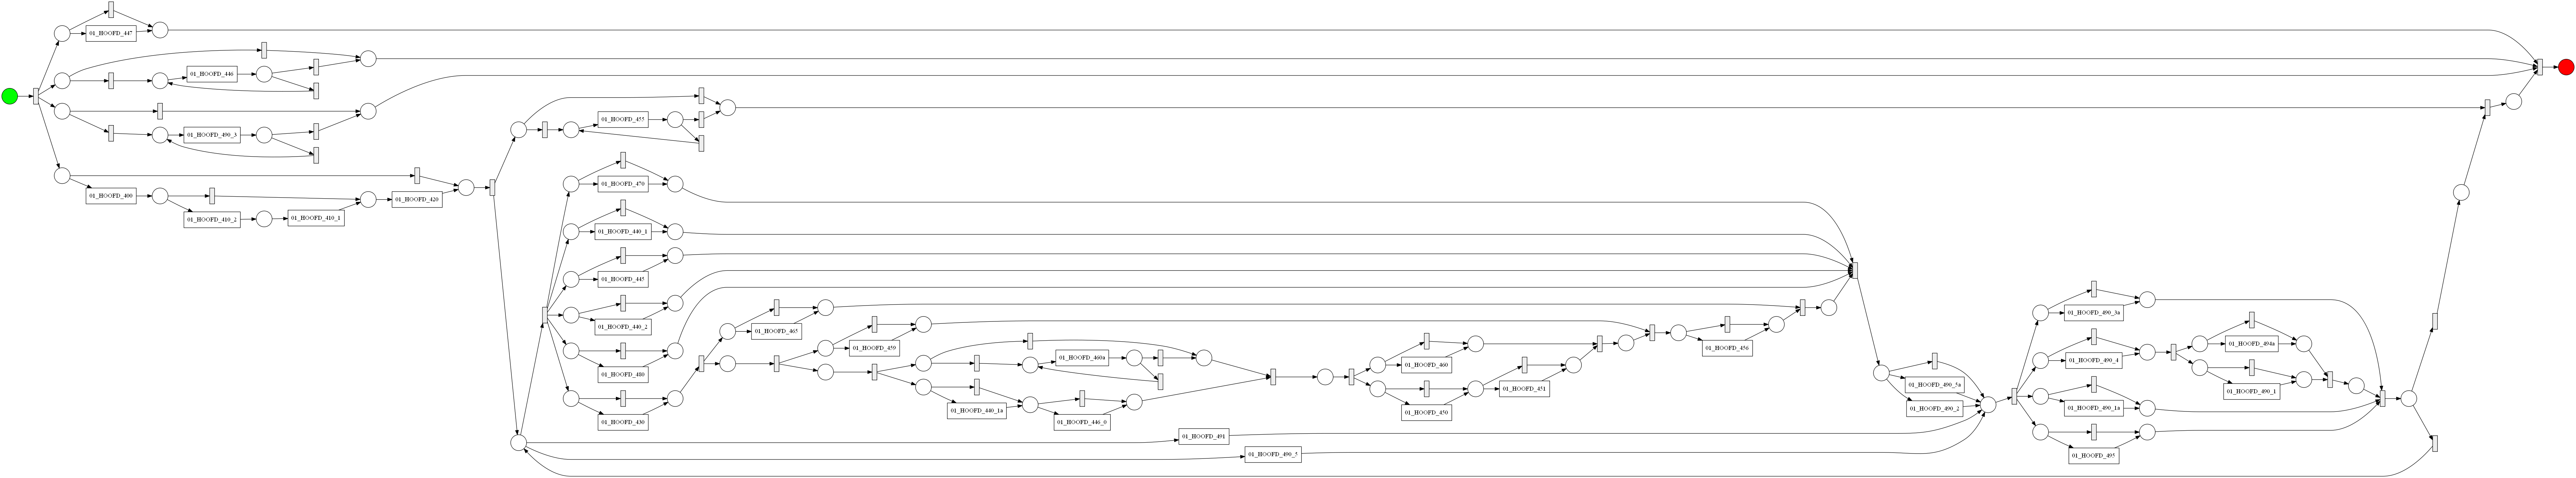 01_HOOFD_447
01_HOOFD_446
01_HOOFD_490_3
01_HOOFD_400
01_HOOFD_410_2
01_HOOFD_410_1
01_HOOFD_420
01_HOOFD_455
01_HOOFD_470
01_HOOFD_440_1
01_HOOFD_445
01_HOOFD_440_2
01_HOOFD_480
01_HOOFD_430
01_HOOFD_465
01_HOOFD_459
01_HOOFD_460a
01_HOOFD_440_1a
01_HOOFD_446_0
01_HOOFD_460
01_HOOFD_450
01_HOOFD_451
01_HOOFD_456
01_HOOFD_491
01_HOOFD_490_5
01_HOOFD_490_5a
01_HOOFD_490_2
01_HOOFD_490_3a
01_HOOFD_490_4
01_HOOFD_490_1a
01_HOOFD_495
01_HOOFD_494a
01_HOOFD_490_1